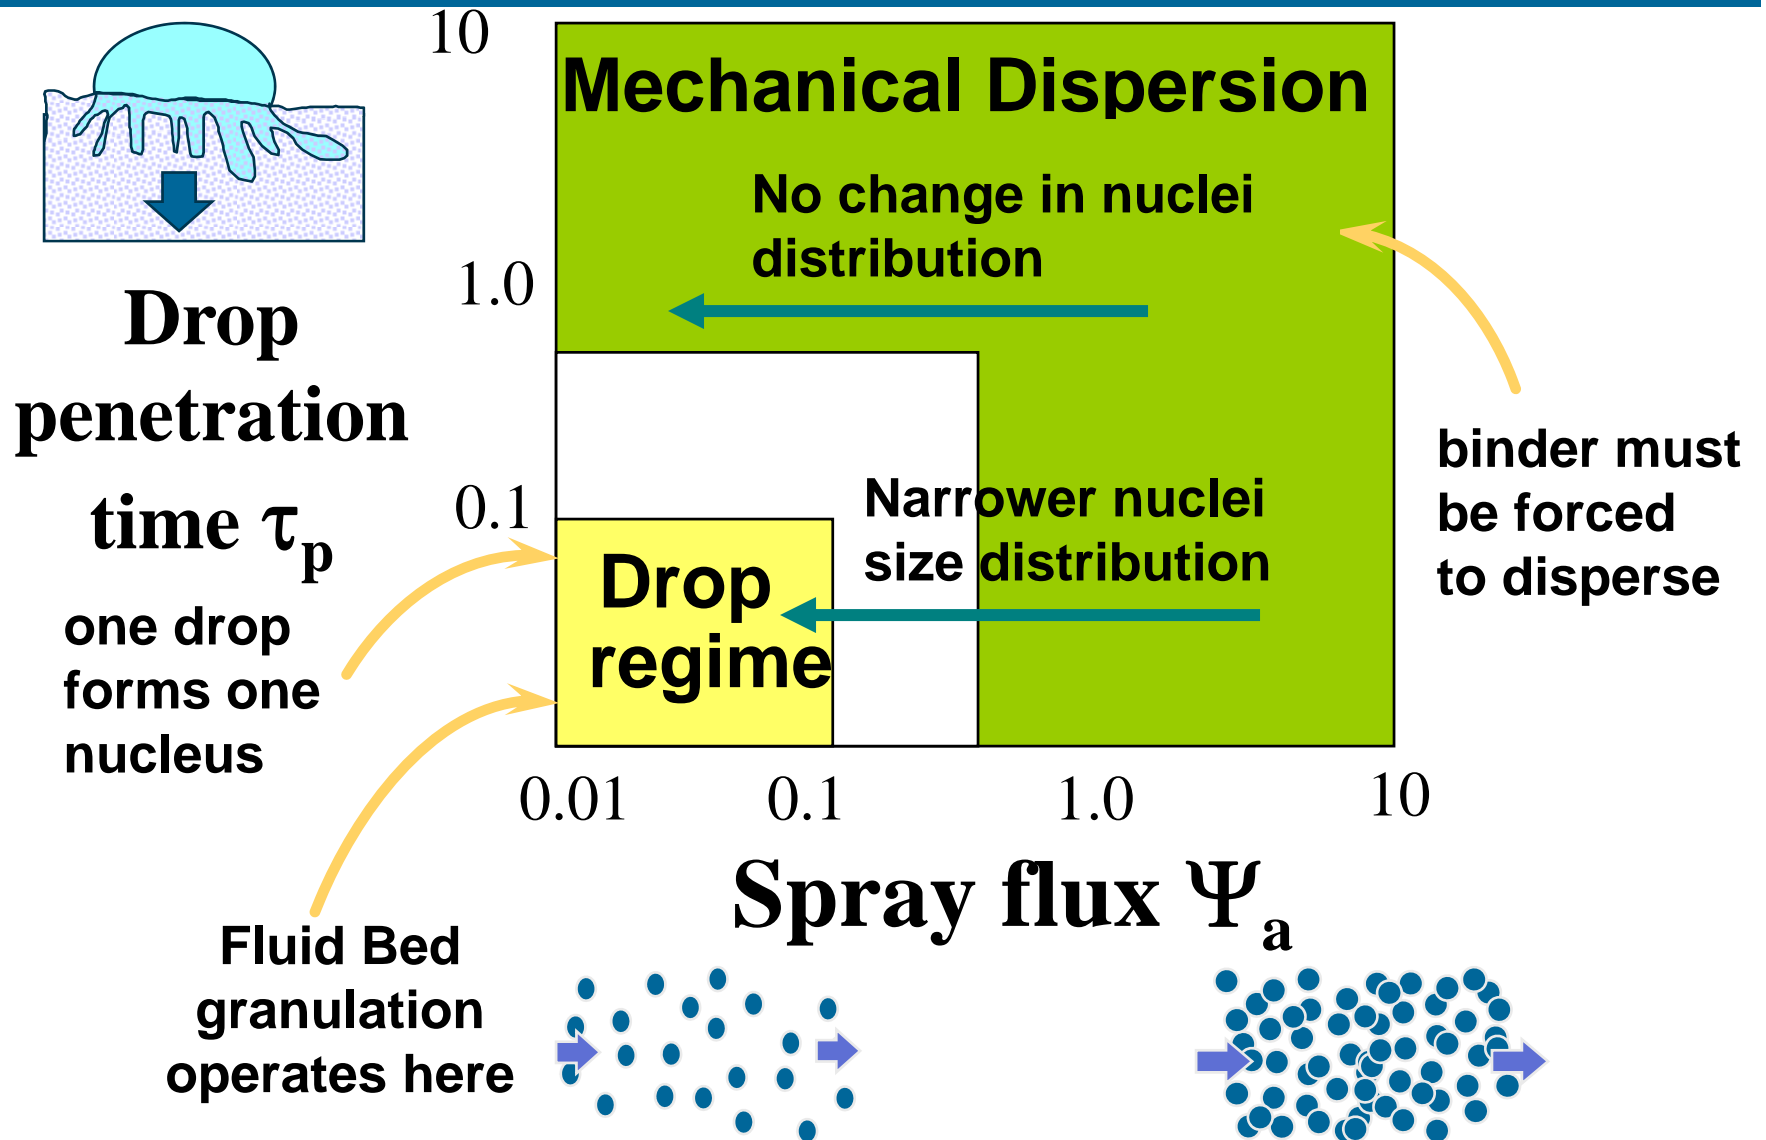 10
Mechanical Dispersion
No change in nuclei
distribution
1.0
Drop
penetration
time τp
0.1
Narrower nuclei
size distribution
binder must
be forced
to disperse
Drop
regime
one drop
forms one
nucleus
0.01
0.1
1.0
10
Spray flux Ψa
Fluid Bed
granulation
operates here